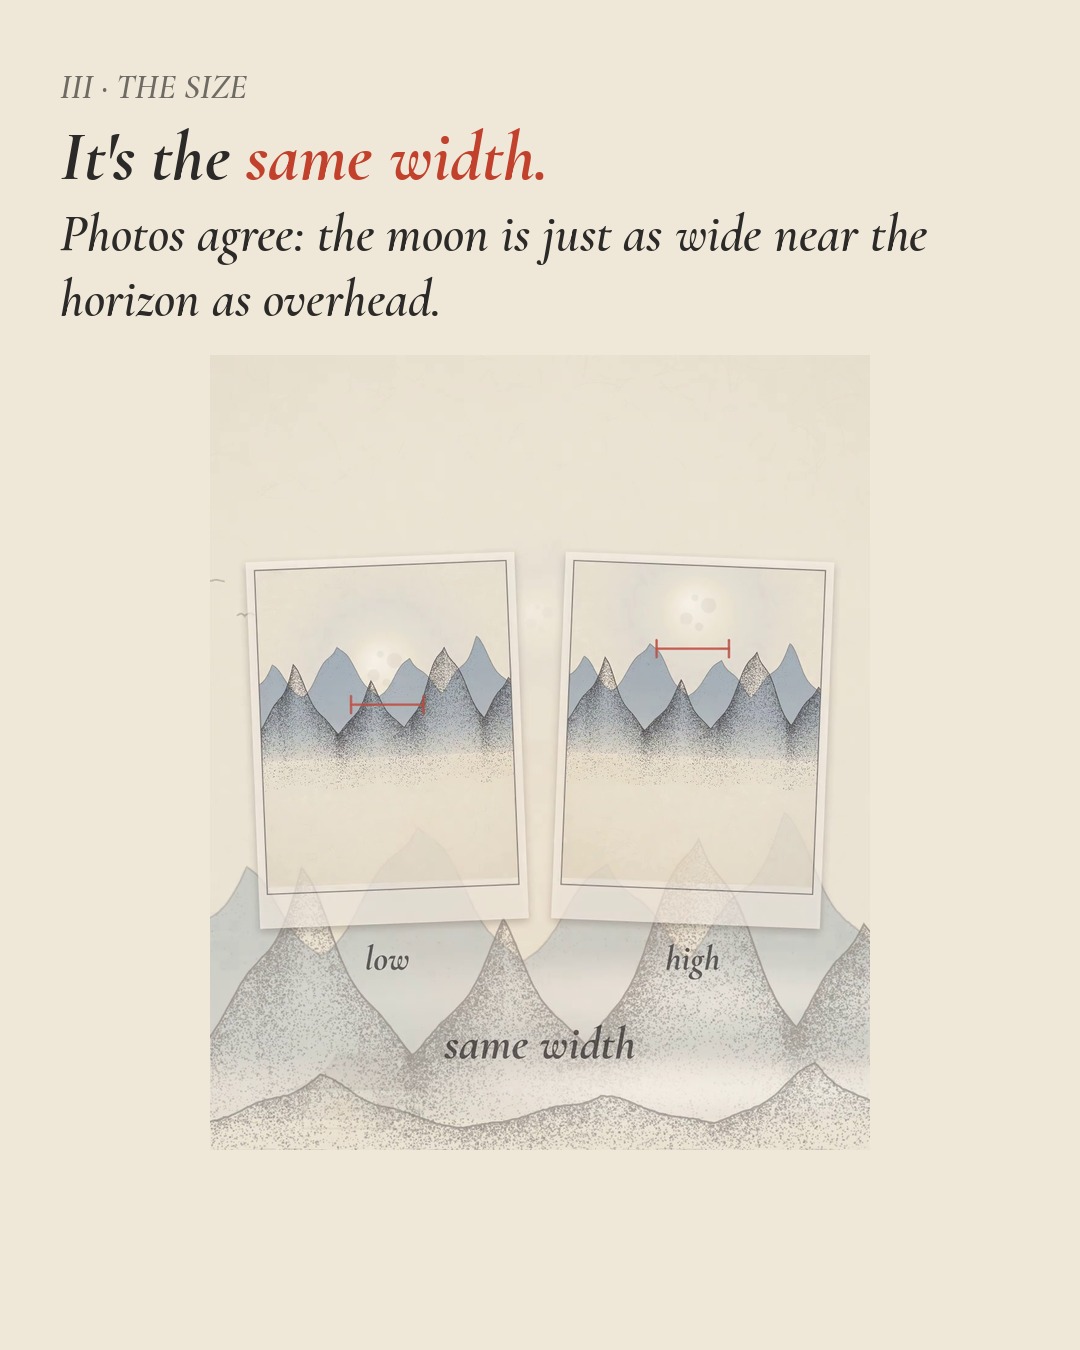 III · THE SIZE
It's the same width.
Photos agree: the moon is just as wide near the
horizon as overhead.
low
high
same width